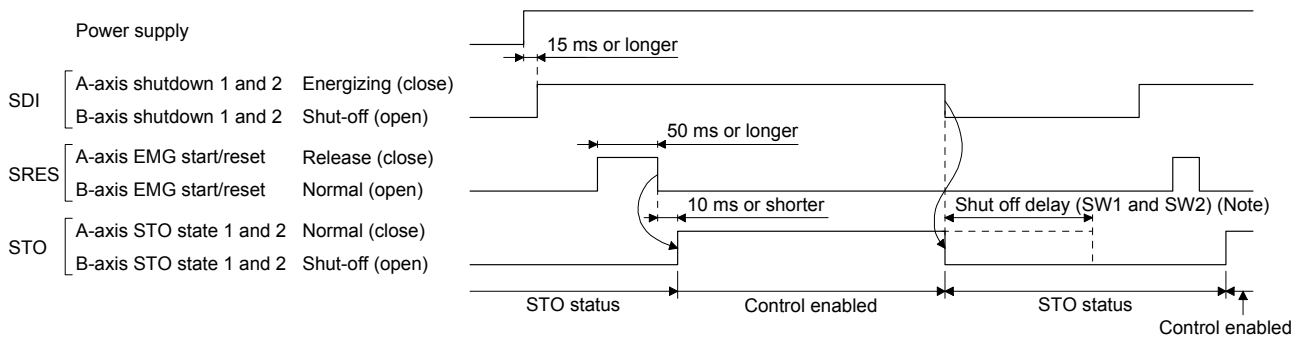 Power supply
15 ms or longer
SDI
A-axis shutdown 1 and 2 Energizing (close)
B-axis shutdown 1 and 2 Shut-off (open)
50 ms or longer
SRES
A-axis EMG start/reset Release (close)
B-axis EMG start/reset Normal (open)
10 ms or shorter
Shut off delay (SW1 and SW2) (Note)
STO
A-axis STO state 1 and 2 Normal (close)
B-axis STO state 1 and 2 Shut-off (open)
STO status
Control enabled
STO status
Control enabled